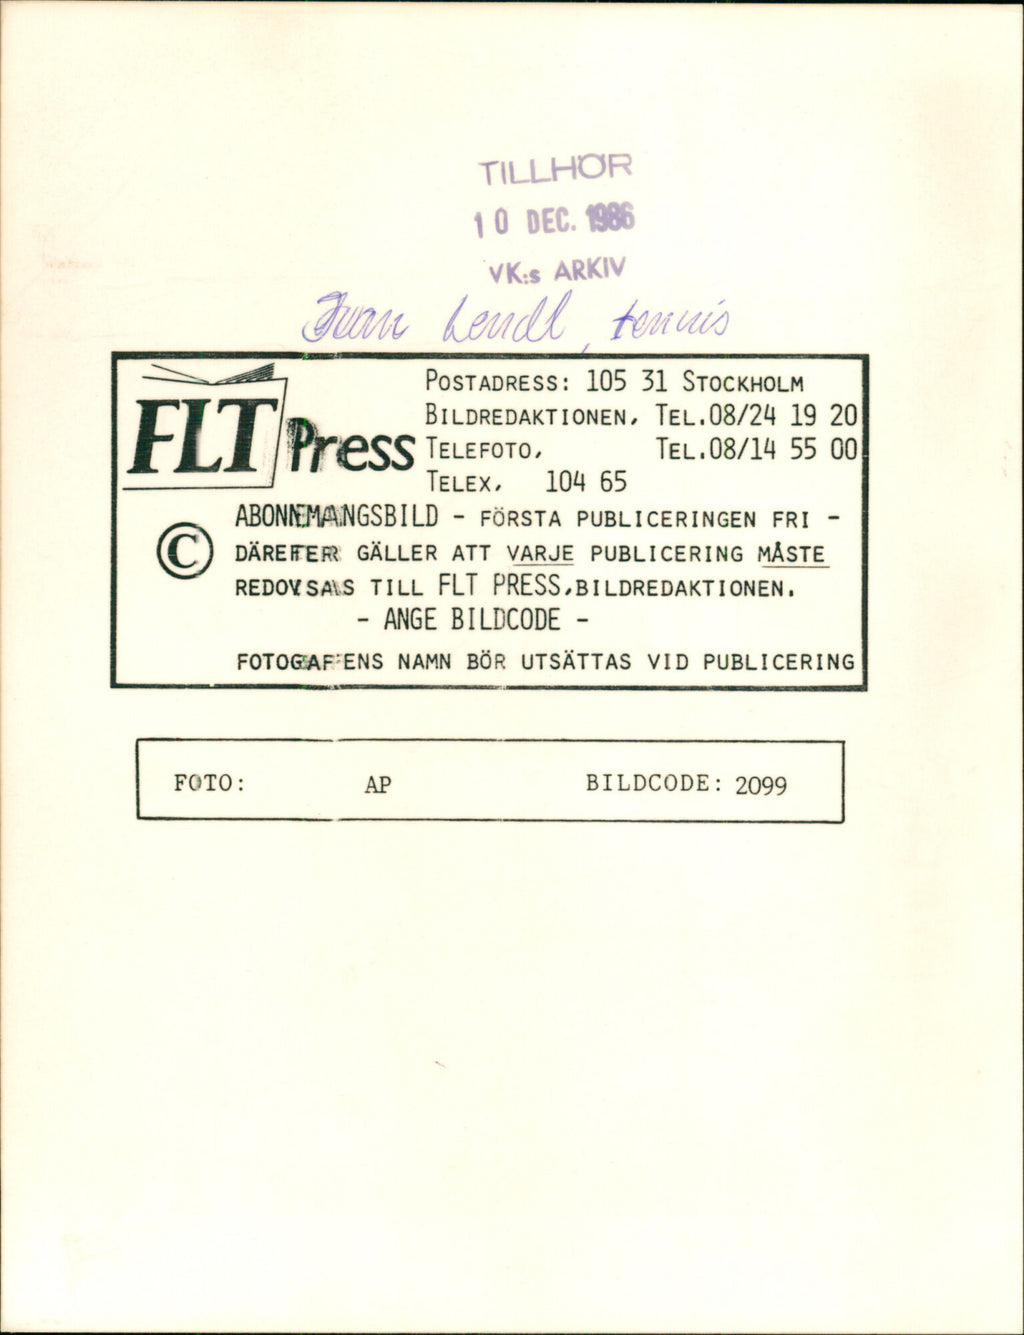 TILLHÖR
10 DEC. 1986
VK:s ARKIV
Ivan Lendl, tennis
FLT Press
POSTADRESS: 105 31 STOCKHOLM
BILDREDAKTIONEN, TEL.08/24 19 20
TELEFOTO, TEL.08/14 55 00
TELEX, 104 65
ABONNEMANGSBILD - FÖRSTA PUBLICERINGEN FRI -
© DÄREFTER GÄLLER ATT VARJE PUBLICERING MÅSTE
REDOVISAS TILL FLT PRESS,BILDREDAKTIONEN.
- ANGE BILDCODE -
FOTOGRAFENS NAMN BÖR UTSÄTTAS VID PUBLICERING
FOTO: AP BILDCODE: 2099